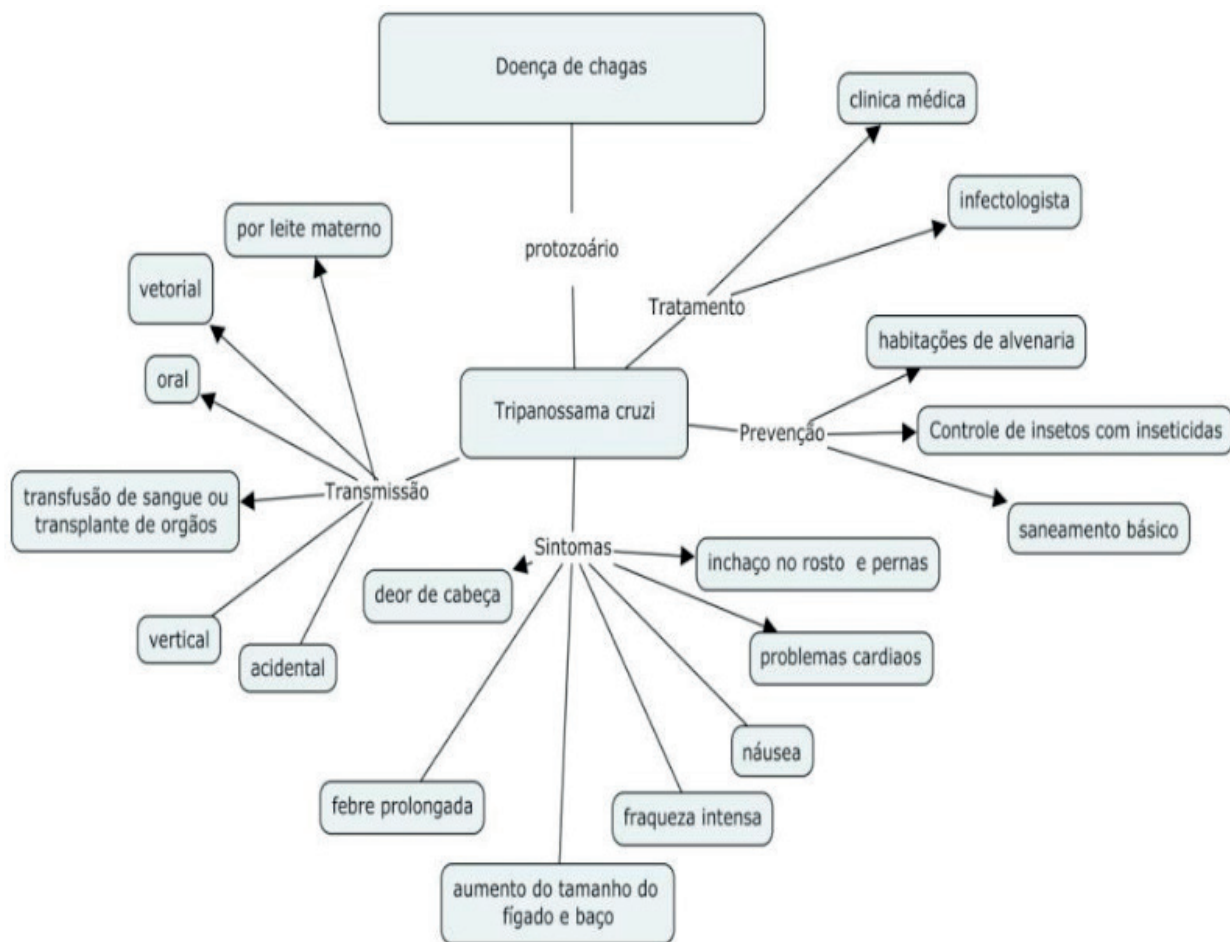 Doença de chagas
protozoário
Tripanossama cruzi
Tratamento
clinica médica
infectologista
Prevenção
habitações de alvenaria
Controle de insetos com inseticidas
saneamento básico
Transmissão
por leite materno
vetorial
oral
transfusão de sangue ou
transplante de orgãos
vertical
acidental
Sintomas
deor de cabeça
inchaço no rosto e pernas
problemas cardiaos
náusea
fraqueza intensa
aumento do tamanho do
fígado e baço
febre prolongada